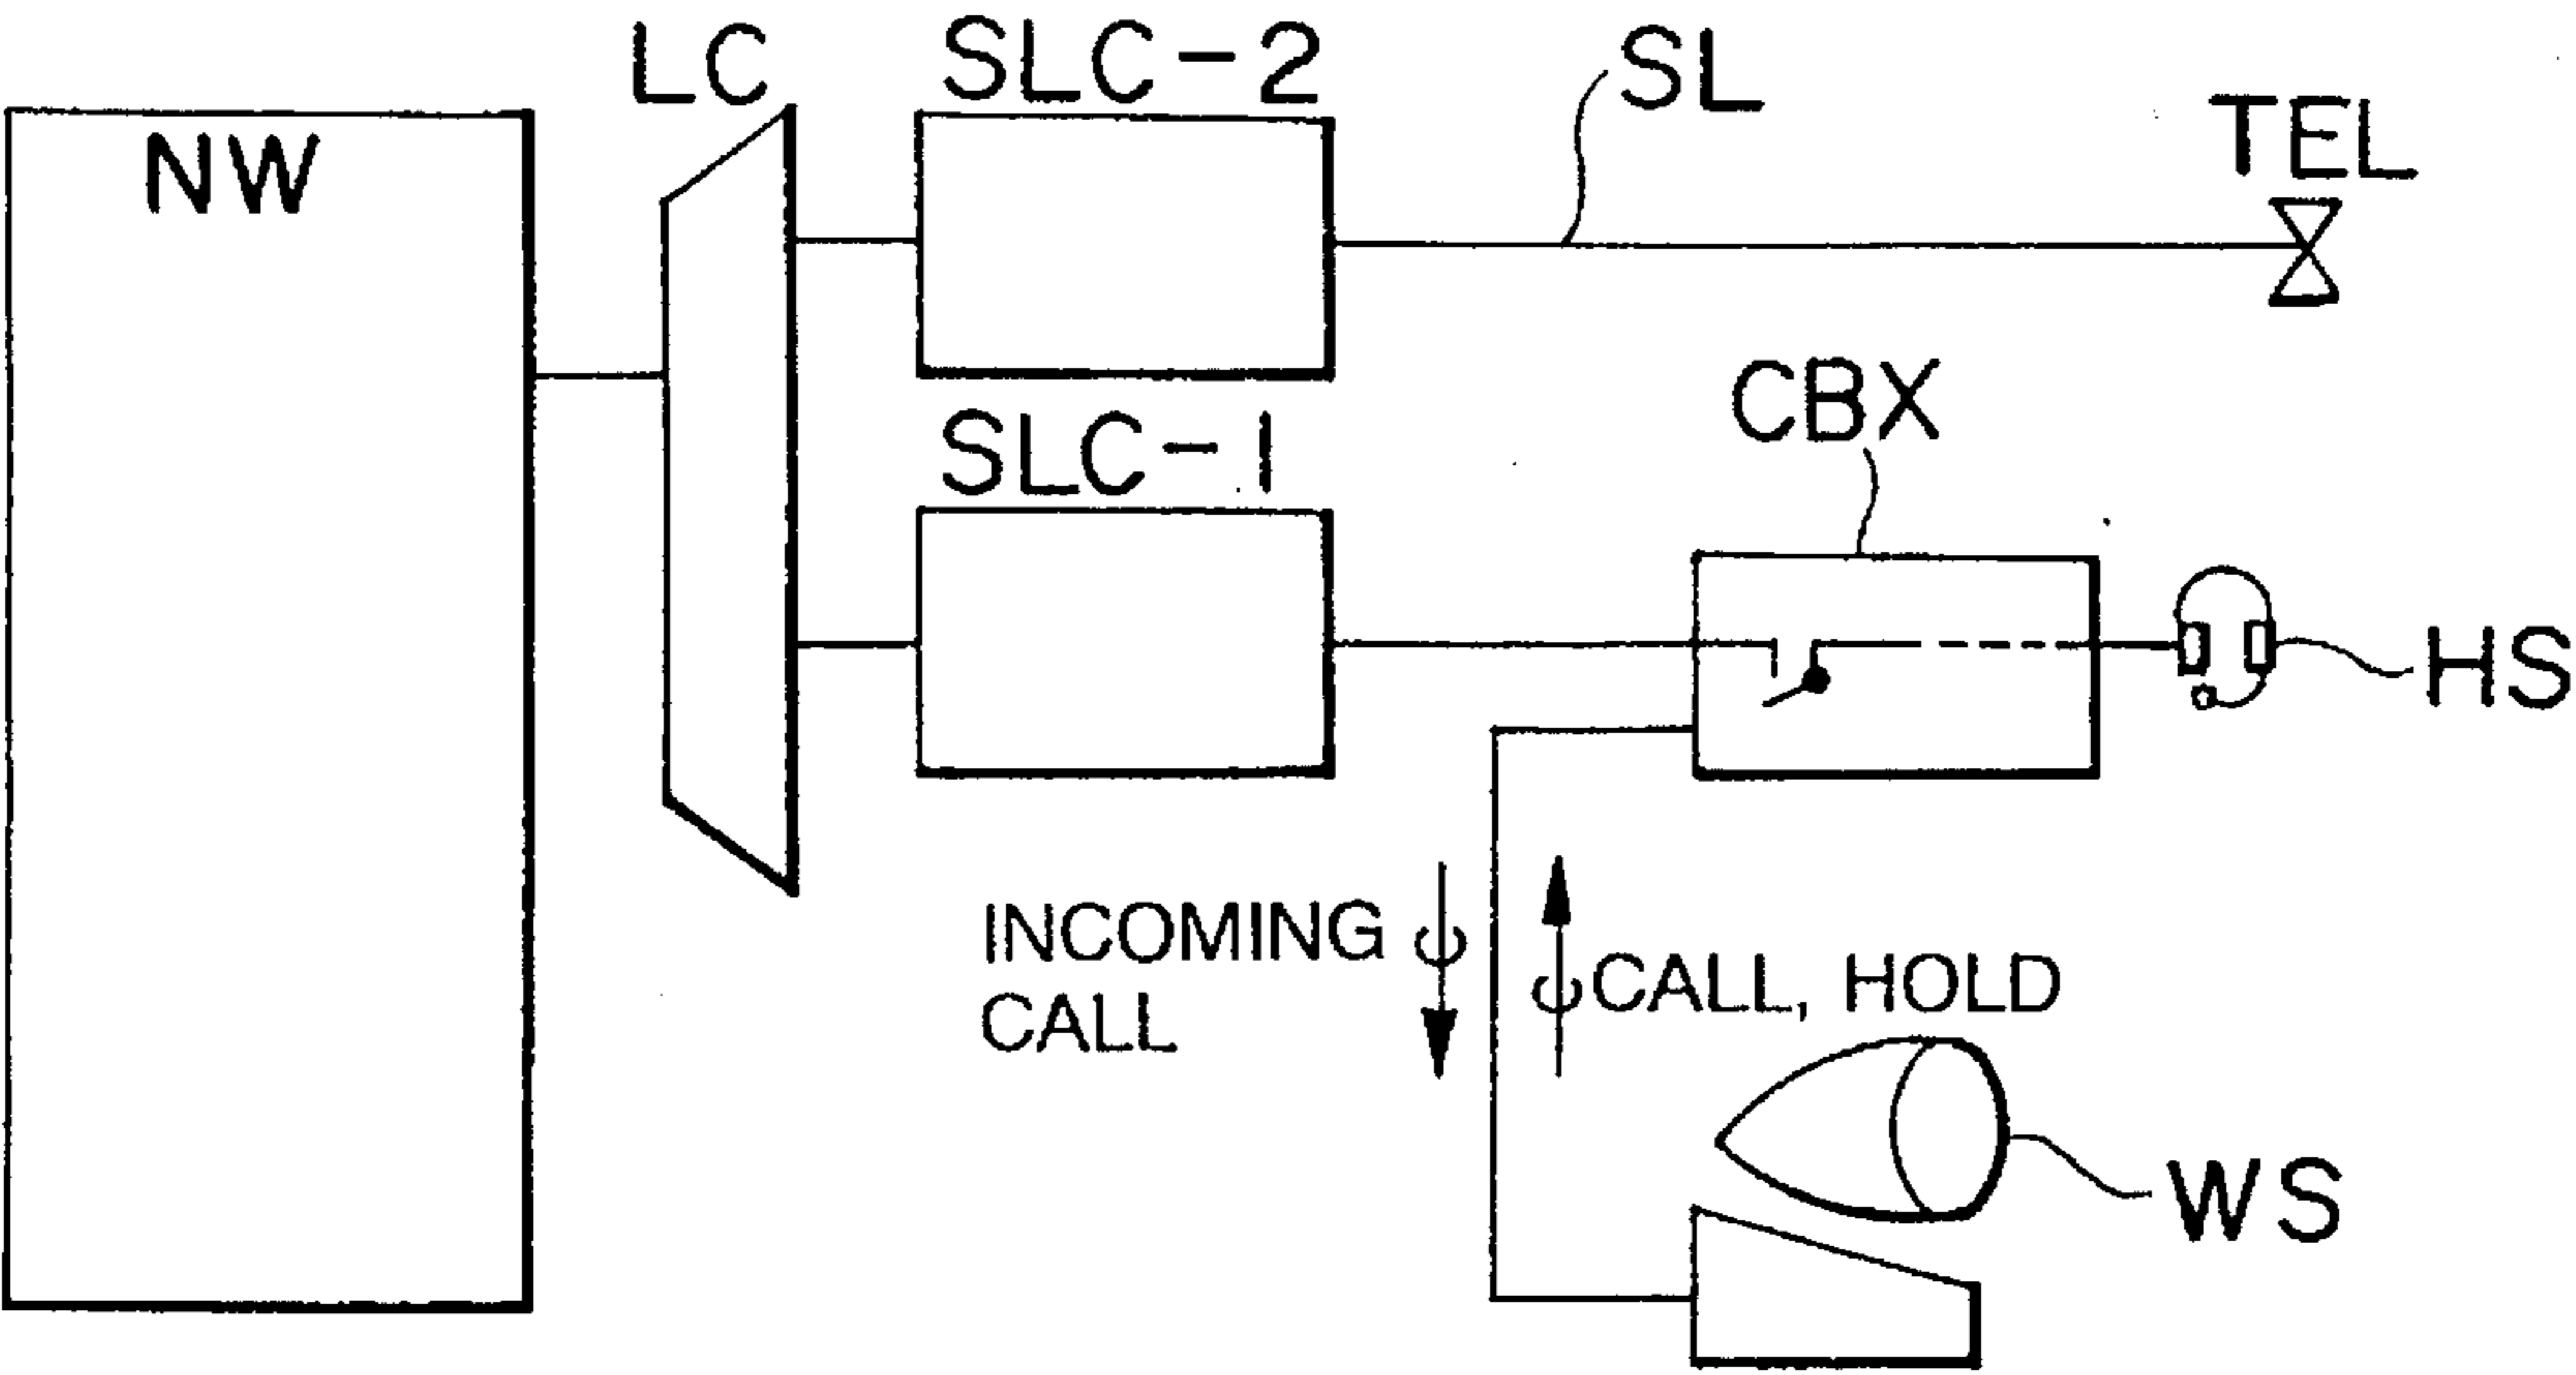 LC
SLC-2
SL
NW
TEL
CBX
SLC-1
HS
INCOMING
CALL
CALL, HOLD
WS